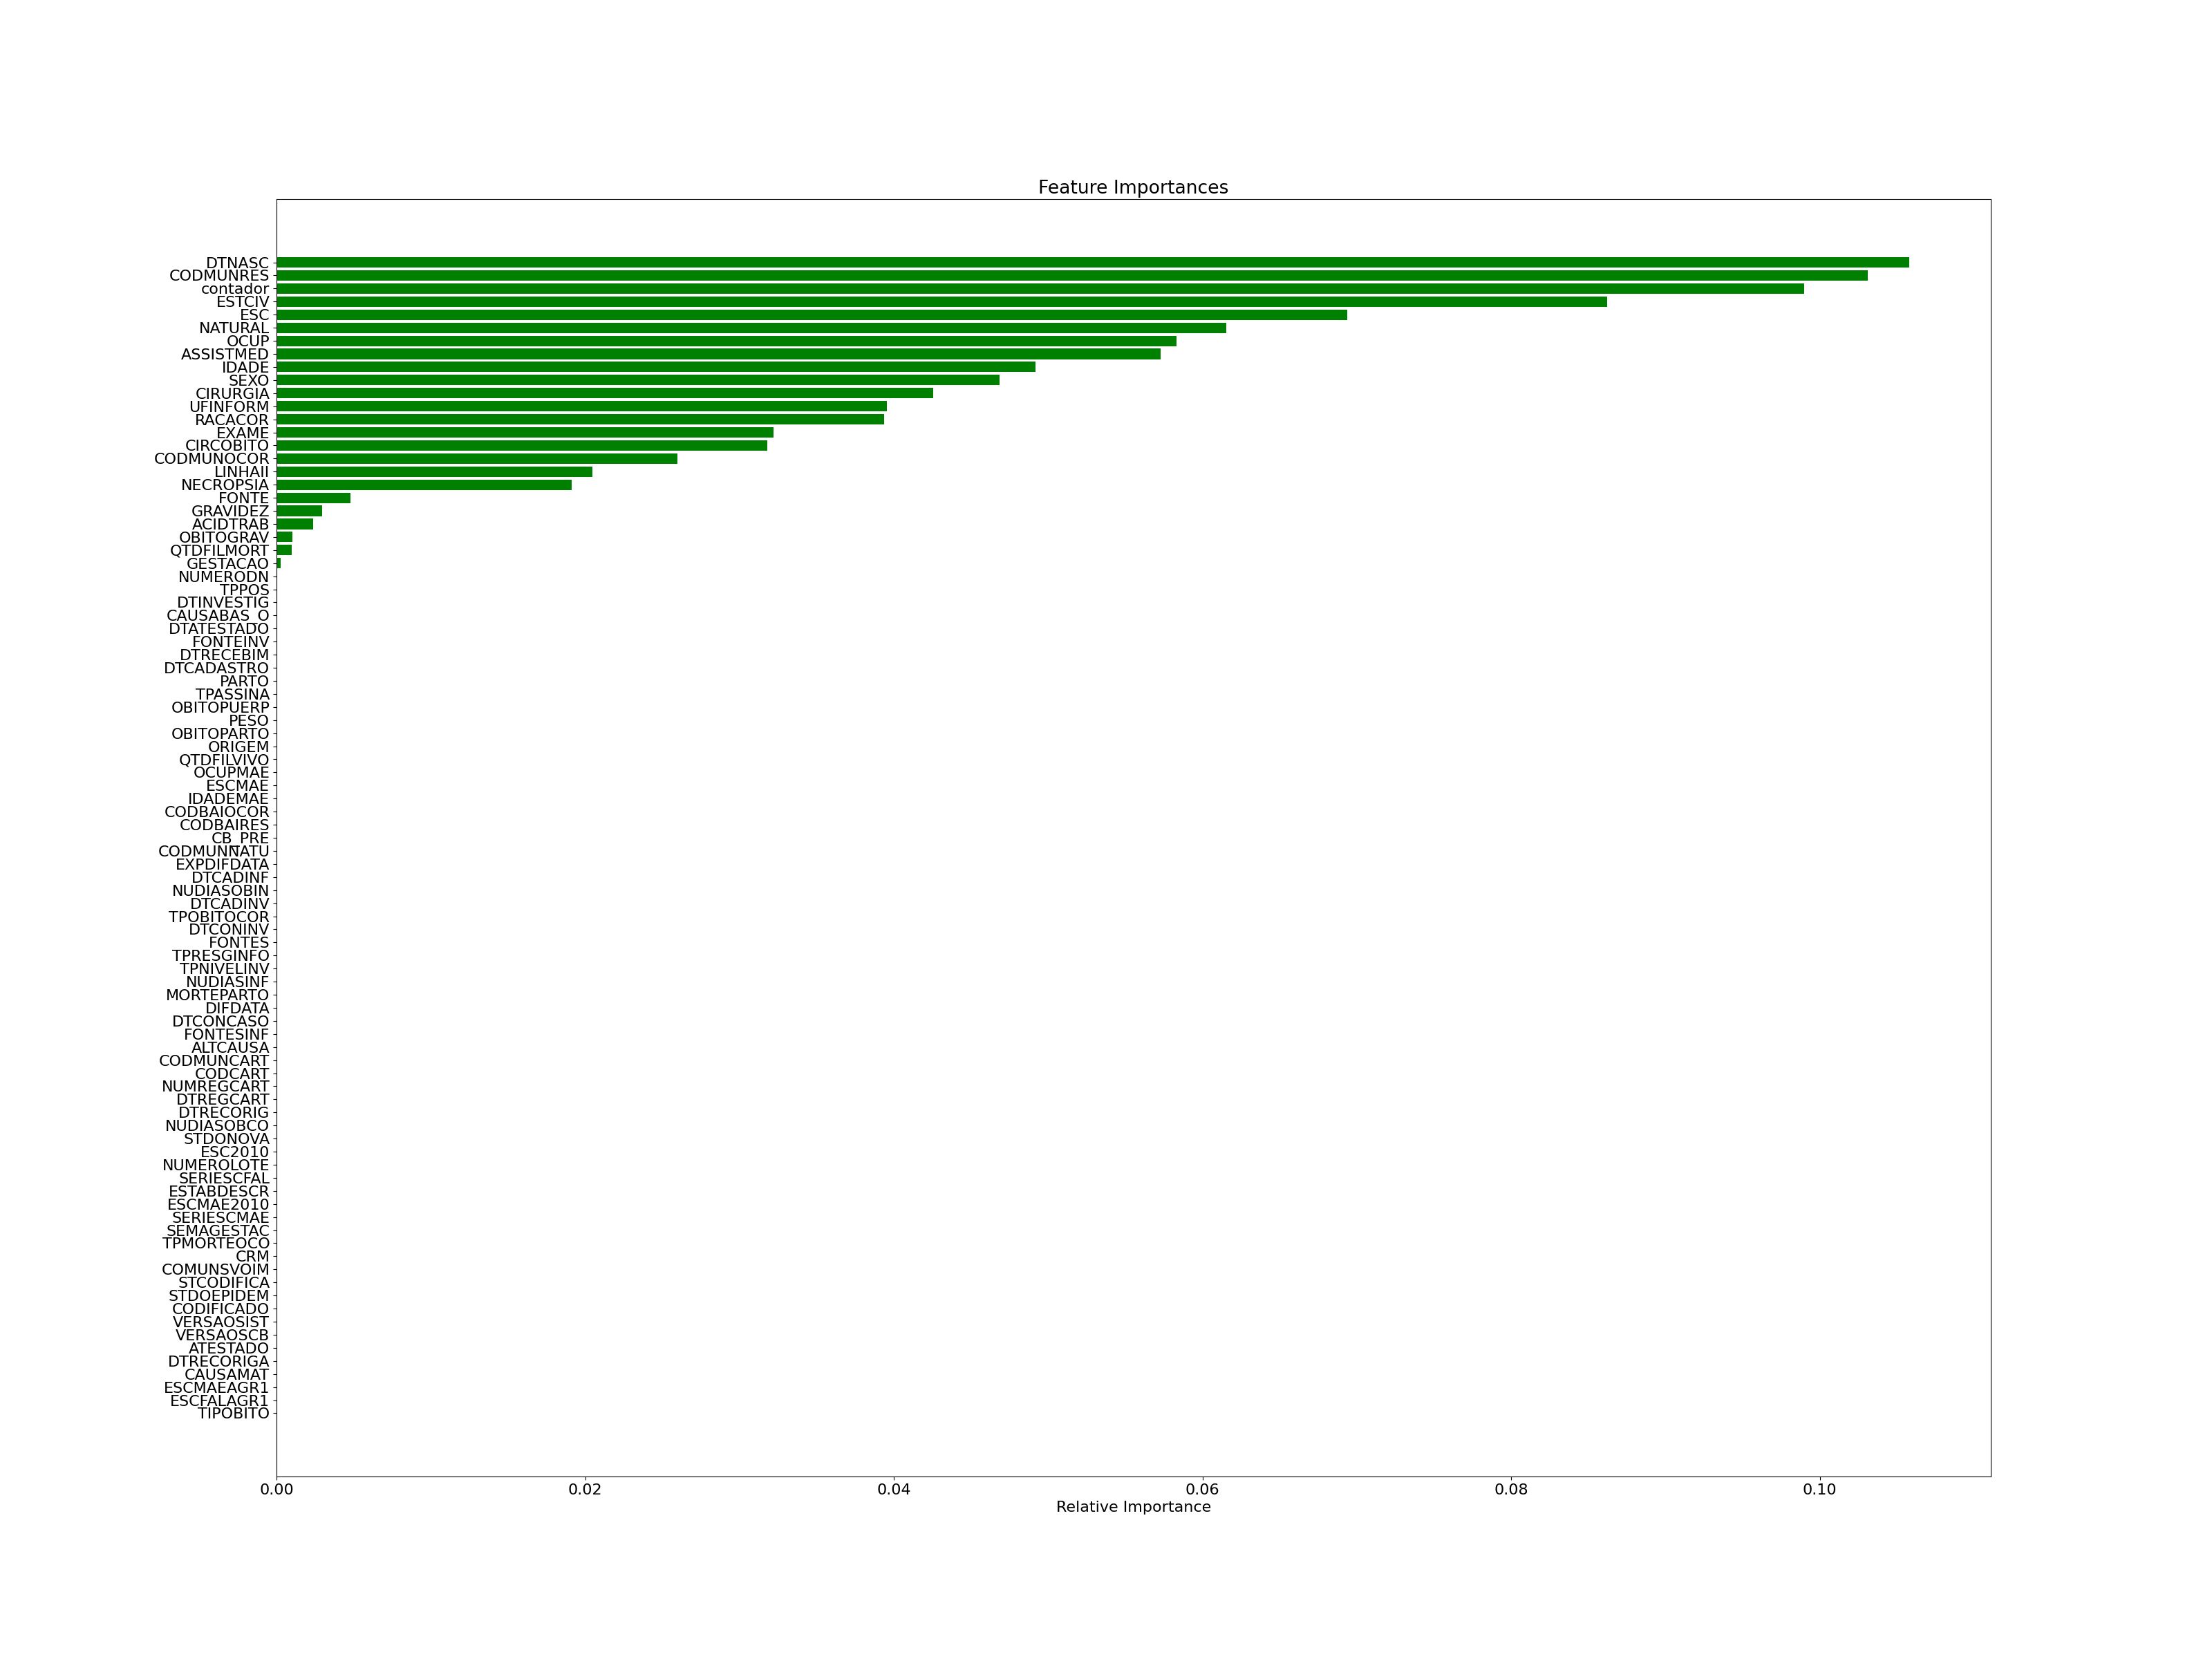 Feature Importances
DTNASC
CODMUNRES
contador
ESTCIV
ESC
NATURAL
OCUP
ASSISTMED
IDADE
SEXO
CIRURGIA
UFINFORM
RACACOR
EXAME
CIRCOBITO
CODMUNOCOR
LINHAII
NECROPSIA
FONTE
GRAVIDEZ
ACIDTRAB
OBITOGRAV
QTDFILMORT
GESTACAO
NUMERODN
TPPOS
DTINVESTIG
CAUSABAS_O
DTATESTADO
FONTEINV
DTRECEBIM
DTCADASTRO
PARTO
TPASSINA
OBITOPUERP
PESO
OBITOPARTO
ORIGEM
QTDFILVIVO
OCUPMAE
ESCMAE
IDADEMAE
CODBAIOCOR
CODBAIRES
CB_PRE
CODMUNNATU
EXPDIFDATA
DTCADINF
NUDIASOBIN
DTCADINV
TPOBITOCOR
DTCONINV
FONTES
TPRESGINFO
TPNIVELINV
NUDIASINF
MORTEPARTO
DIFDATA
DTCONCASO
FONTESINF
ALTCAUSA
CODMUNCART
CODCART
NUMREGCART
DTREGCART
DTRECORIG
NUDIASOBCO
STDONOVA
ESC2010
NUMEROLOTE
SERIESCFAL
ESTABDESCR
ESCMAE2010
SERIESCMAE
SEMAGESTAC
TPMORTEOCO
CRM
COMUNSVOIM
STCODIFICA
STDOEPIDEM
CODIFICADO
VERSAOSIST
VERSAOSCB
ATESTADO
DTRECORIGA
CAUSAMAT
ESCMAEAGR1
ESCFALAGR1
TIPOBITO
0.00 0.02 0.04 0.06 0.08 0.10
Relative Importance